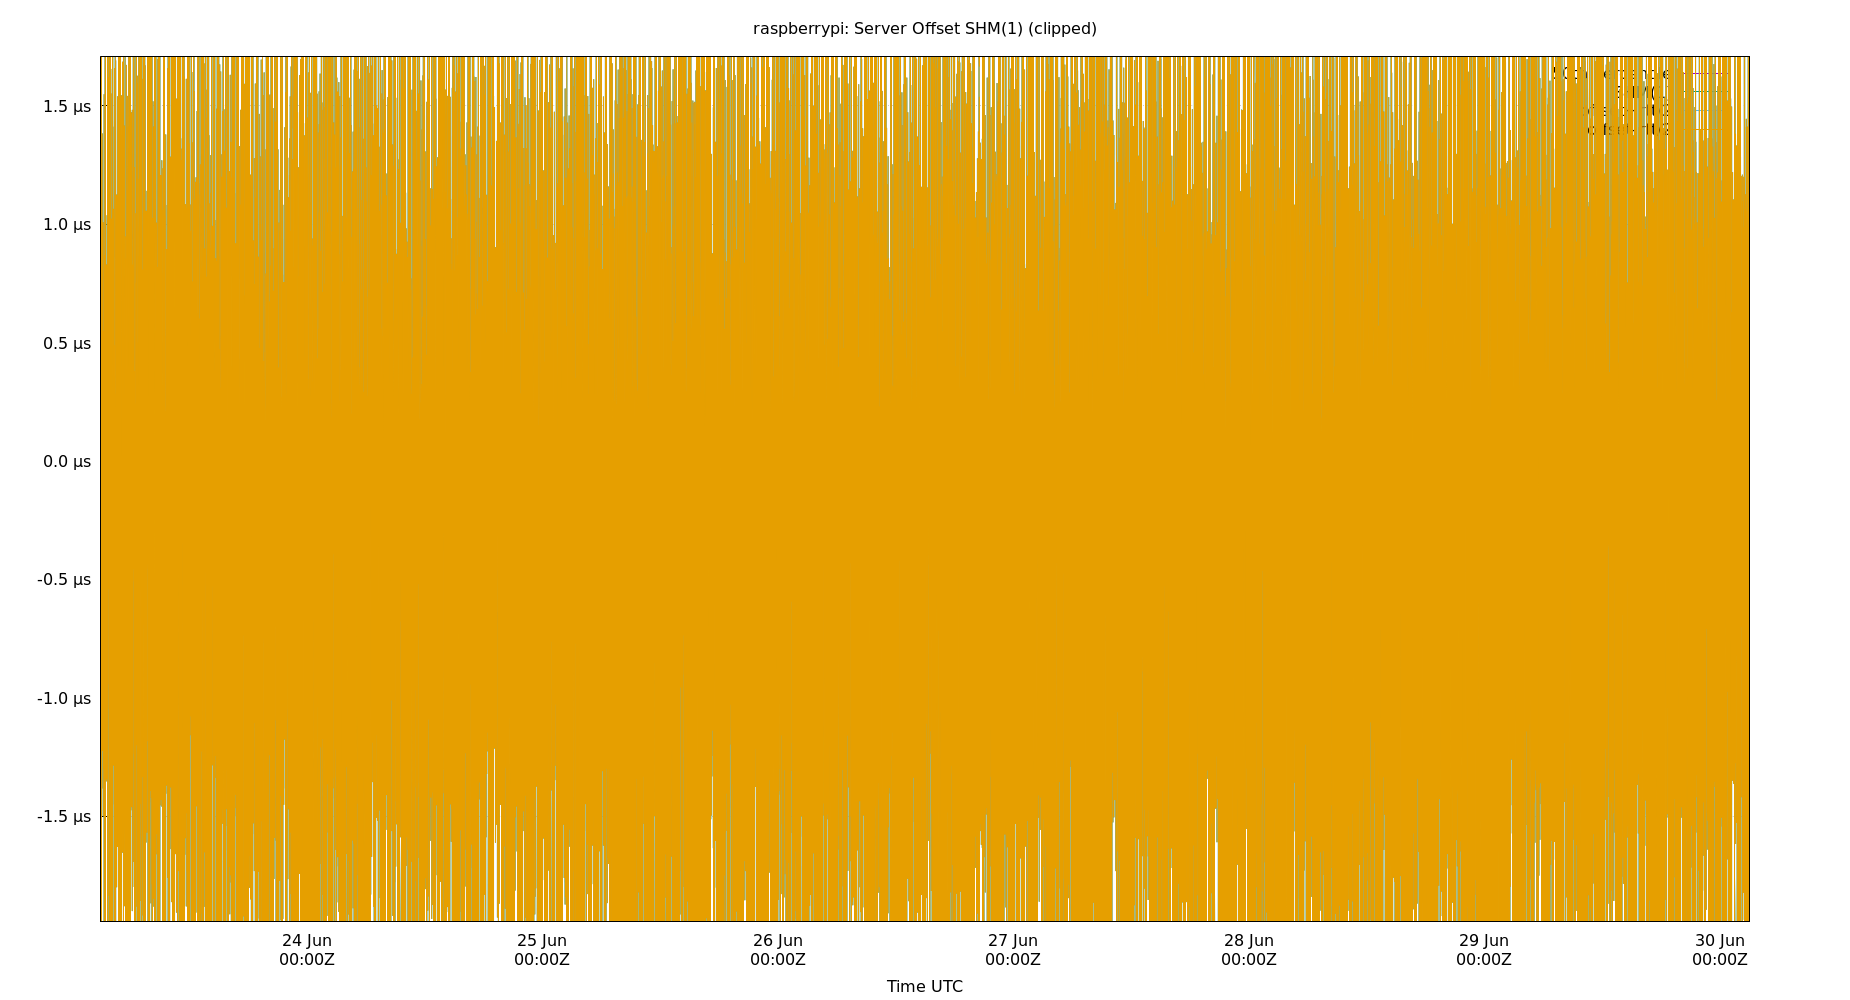 raspberrypi: Server Offset SHM(1) (clipped)
1.5 µs
1.0 µs
0.5 µs
0.0 µs
-0.5 µs
-1.0 µs
-1.5 µs
24 Jun 25 Jun 26 Jun 27 Jun 28 Jun 29 Jun 30 Jun
00:00Z 00:00Z 00:00Z 00:00Z 00:00Z 00:00Z 00:00Z
Time UTC